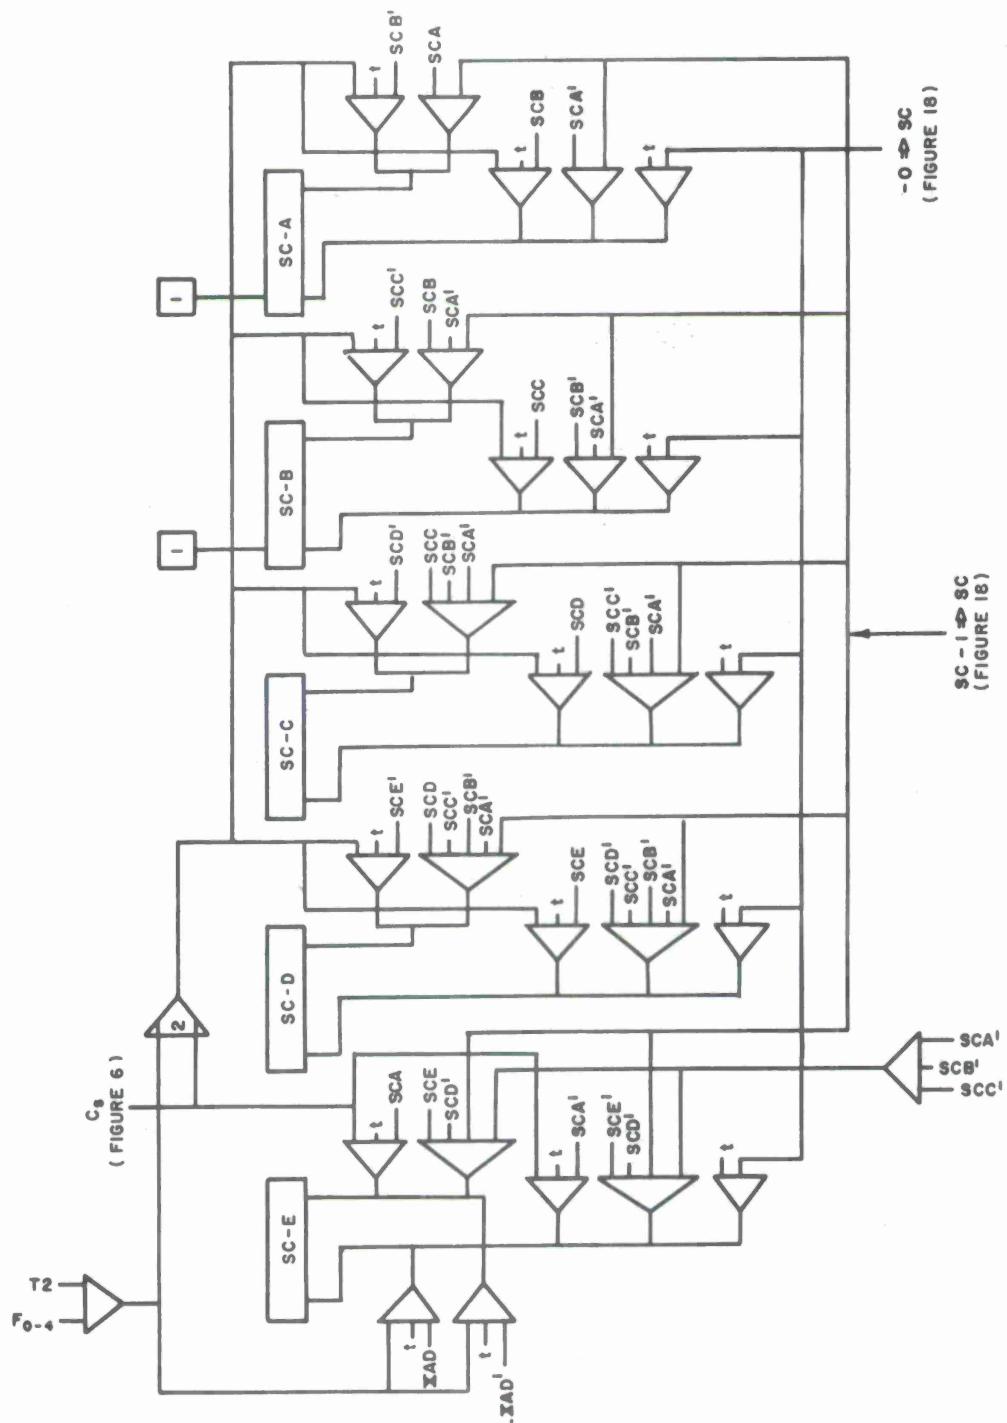 F₀₋₄
T2
C₈
(FIGURE 6)
2
1
1
SC-E
SC-D
SC-C
SC-B
SC-A
t
XAD
t
XAD'
t
SCA
SCE
SCD'
t
SCA'
SCE'
SCD'
t
t
SCE'
SCD
SCC'
SCB'
SCA'
t
SCE
SCD'
SCC'
SCB'
SCA'
t
t
SCD'
SCC
SCB'
SCA'
t
SCD
SCC'
SCB'
SCA'
t
t
SCC'
SCB
SCA'
t
SCC
SCB'
SCA'
t
t
SCB'
SCA
t
SCB
SCA'
t
SCA'
SCB'
SCC'
SC-1⇒SC
(FIGURE 18)
-0⇒SC
(FIGURE 18)